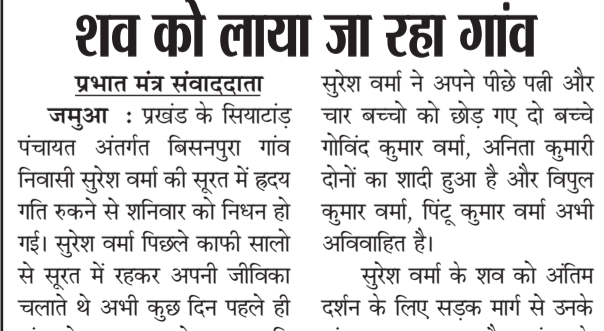 शव को लाया जा रहा गांव
प्रभात मंत्र संवाददाता
जमुआ : प्रखंड के सियाटांड़
पंचायत अंतर्गत बिसनपुरा गांव
निवासी सुरेश वर्मा की सूरत में ह्रदय
गति रुकने से शनिवार को निधन हो
गई। सुरेश वर्मा पिछले काफी सालो
से सूरत में रहकर अपनी जीविका
चलाते थे अभी कुछ दिन पहले ही
सुरेश वर्मा ने अपने पीछे पत्नी और
चार बच्चो को छोड़ गए दो बच्चे
गोविंद कुमार वर्मा, अनिता कुमारी
दोनों का शादी हुआ है और विपुल
कुमार वर्मा, पिंटू कुमार वर्मा अभी
अविवाहित है।
सुरेश वर्मा के शव को अंतिम
दर्शन के लिए सड़क मार्ग से उनके